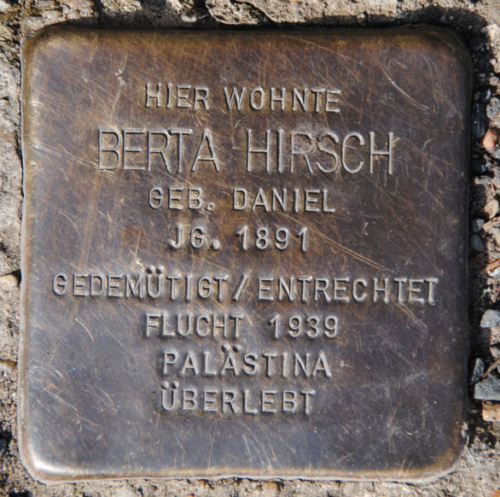 HIER WOHNTE
BERTA HIRSCH
GEB. DANIEL
JG. 1891
GEDEMÜTIGT/ENTRECHTET
FLUCHT 1939
PALÄSTINA
ÜBERLEBT